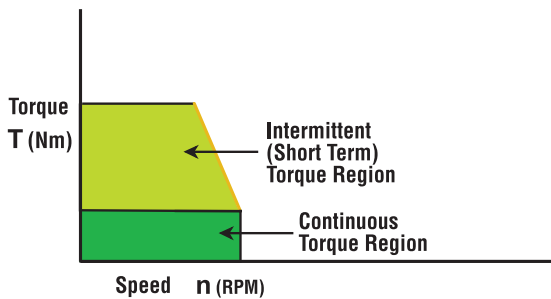 Torque
T (Nm)
Intermittent
(Short Term)
Torque Region
Continuous
Torque Region
Speed n (RPM)